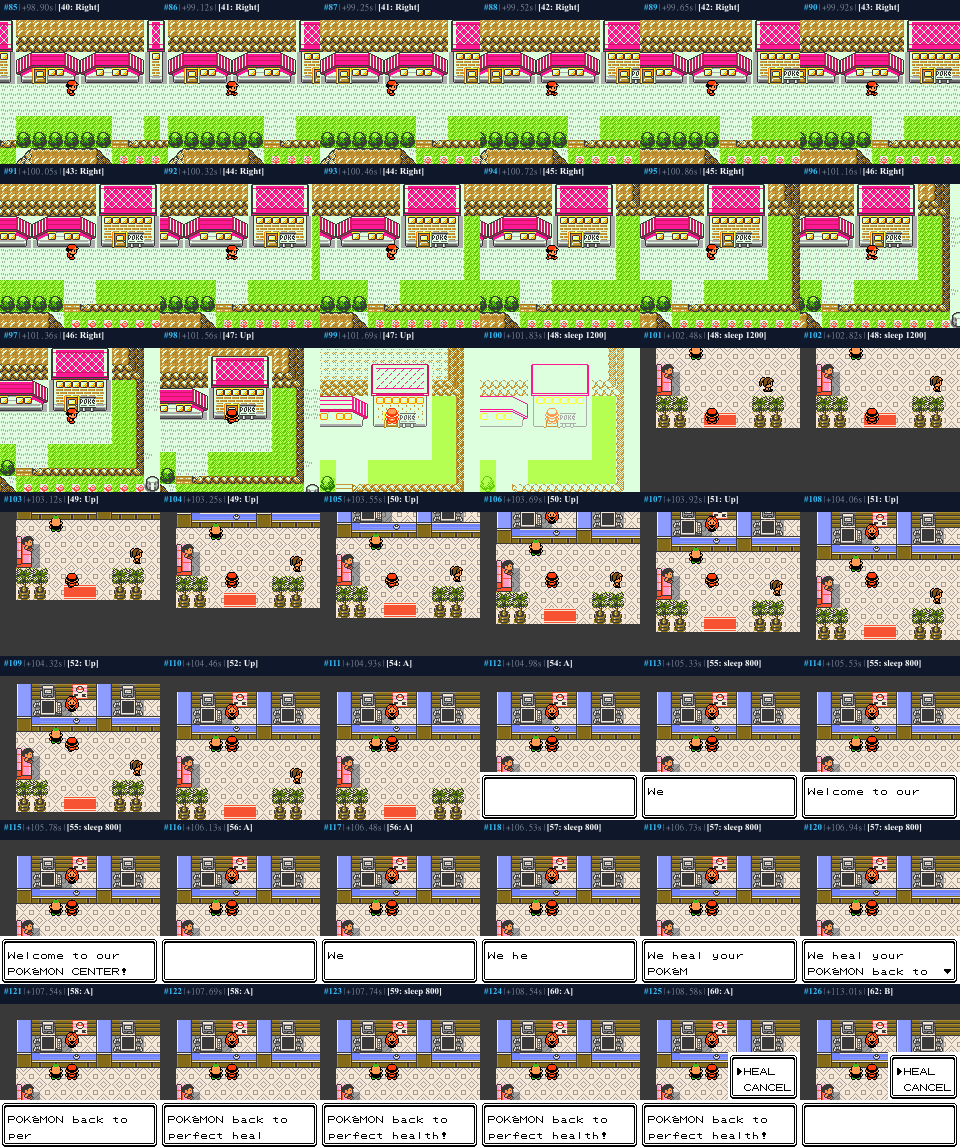 #85|+98.90s|[40: Right]
#86|+99.12s|[41: Right]
#87|+99.25s|[41: Right]
#88|+99.52s|[42: Right]
#89|+99.65s|[42: Right]
#90|+99.92s|[43: Right]
POKé
POKé
#91|+100.05s|[43: Right]
#92|+100.32s|[44: Right]
#93|+100.46s|[44: Right]
#94|+100.72s|[45: Right]
#95|+100.86s|[45: Right]
#96|+101.16s|[46: Right]
POKé
POKé
POKé
POKé
POKé
POKé
#97|+101.36s|[46: Right]
#98|+101.56s|[47: Up]
#99|+101.69s|[47: Up]
#100|+101.83s|[48: sleep 1200]
#101|+102.48s|[48: sleep 1200]
#102|+102.82s|[48: sleep 1200]
POKé
POKé
POKé
POKé
#103|+103.12s|[49: Up]
#104|+103.25s|[49: Up]
#105|+103.55s|[50: Up]
#106|+103.69s|[50: Up]
#107|+103.92s|[51: Up]
#108|+104.06s|[51: Up]
#109|+104.32s|[52: Up]
#110|+104.46s|[52: Up]
#111|+104.93s|[54: A]
#112|+104.98s|[54: A]
#113|+105.33s|[55: sleep 800]
#114|+105.53s|[55: sleep 800]
We
Welcome to our
#115|+105.78s|[55: sleep 800]
#116|+106.13s|[56: A]
#117|+106.48s|[56: A]
#118|+106.53s|[57: sleep 800]
#119|+106.73s|[57: sleep 800]
#120|+106.94s|[57: sleep 800]
Welcome to our
POKéMON CENTER!
We
We he
We heal your
POKéM
We heal your
POKéMON back to
#121|+107.54s|[58: A]
#122|+107.69s|[58: A]
#123|+107.74s|[59: sleep 800]
#124|+108.54s|[60: A]
#125|+108.58s|[60: A]
#126|+113.01s|[62: B]
POKéMON back to
per
POKéMON back to
perfect heal
POKéMON back to
perfect health!
POKéMON back to
perfect health!
HEAL
CANCEL
POKéMON back to
perfect health!
HEAL
CANCEL